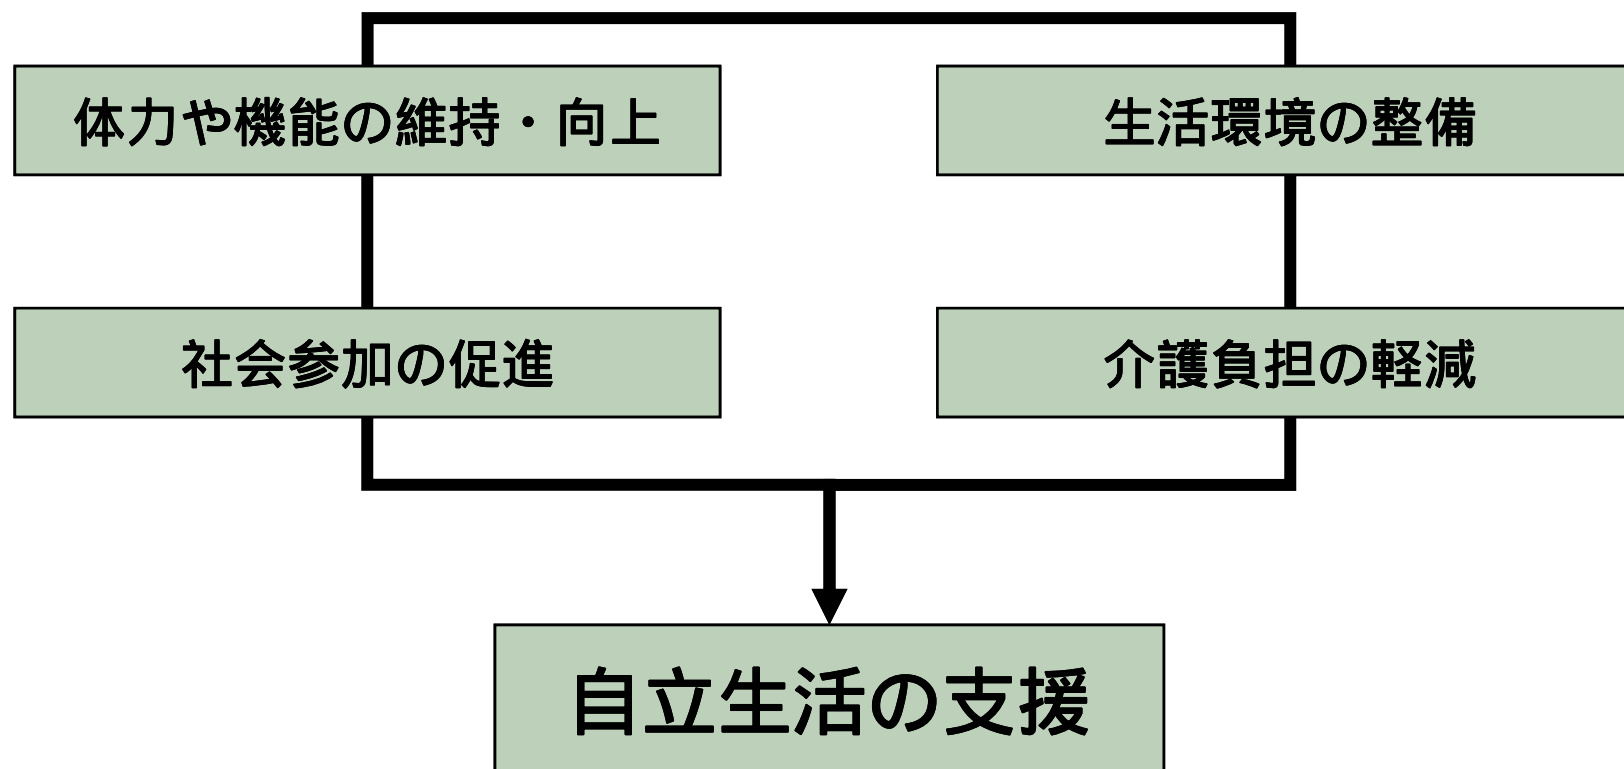 体力や機能の維持・向上
生活環境の整備
社会参加の促進
介護負担の軽減
自立生活の支援